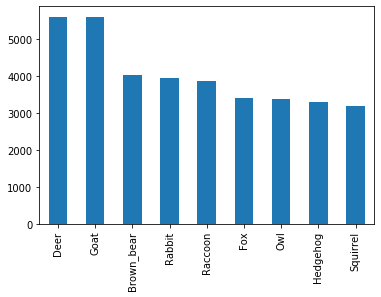 5000
4000
3000
2000
1000
0
Deer
Goat
Brown_bear
Rabbit
Raccoon
Fox
Owl
Hedgehog
Squirrel